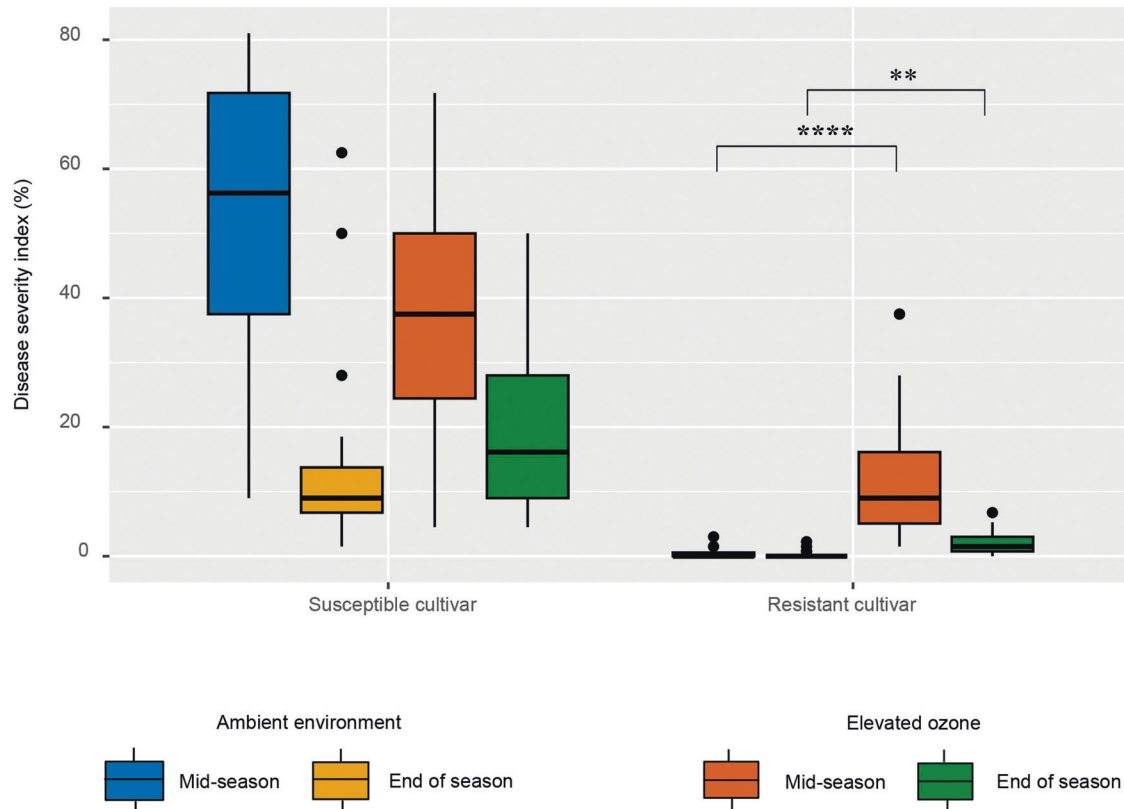 Disease severity index (%)
80
60
40
20
0
**
****
Susceptible cultivar
Resistant cultivar
Ambient environment
Elevated ozone
Mid-season
End of season
Mid-season
End of season